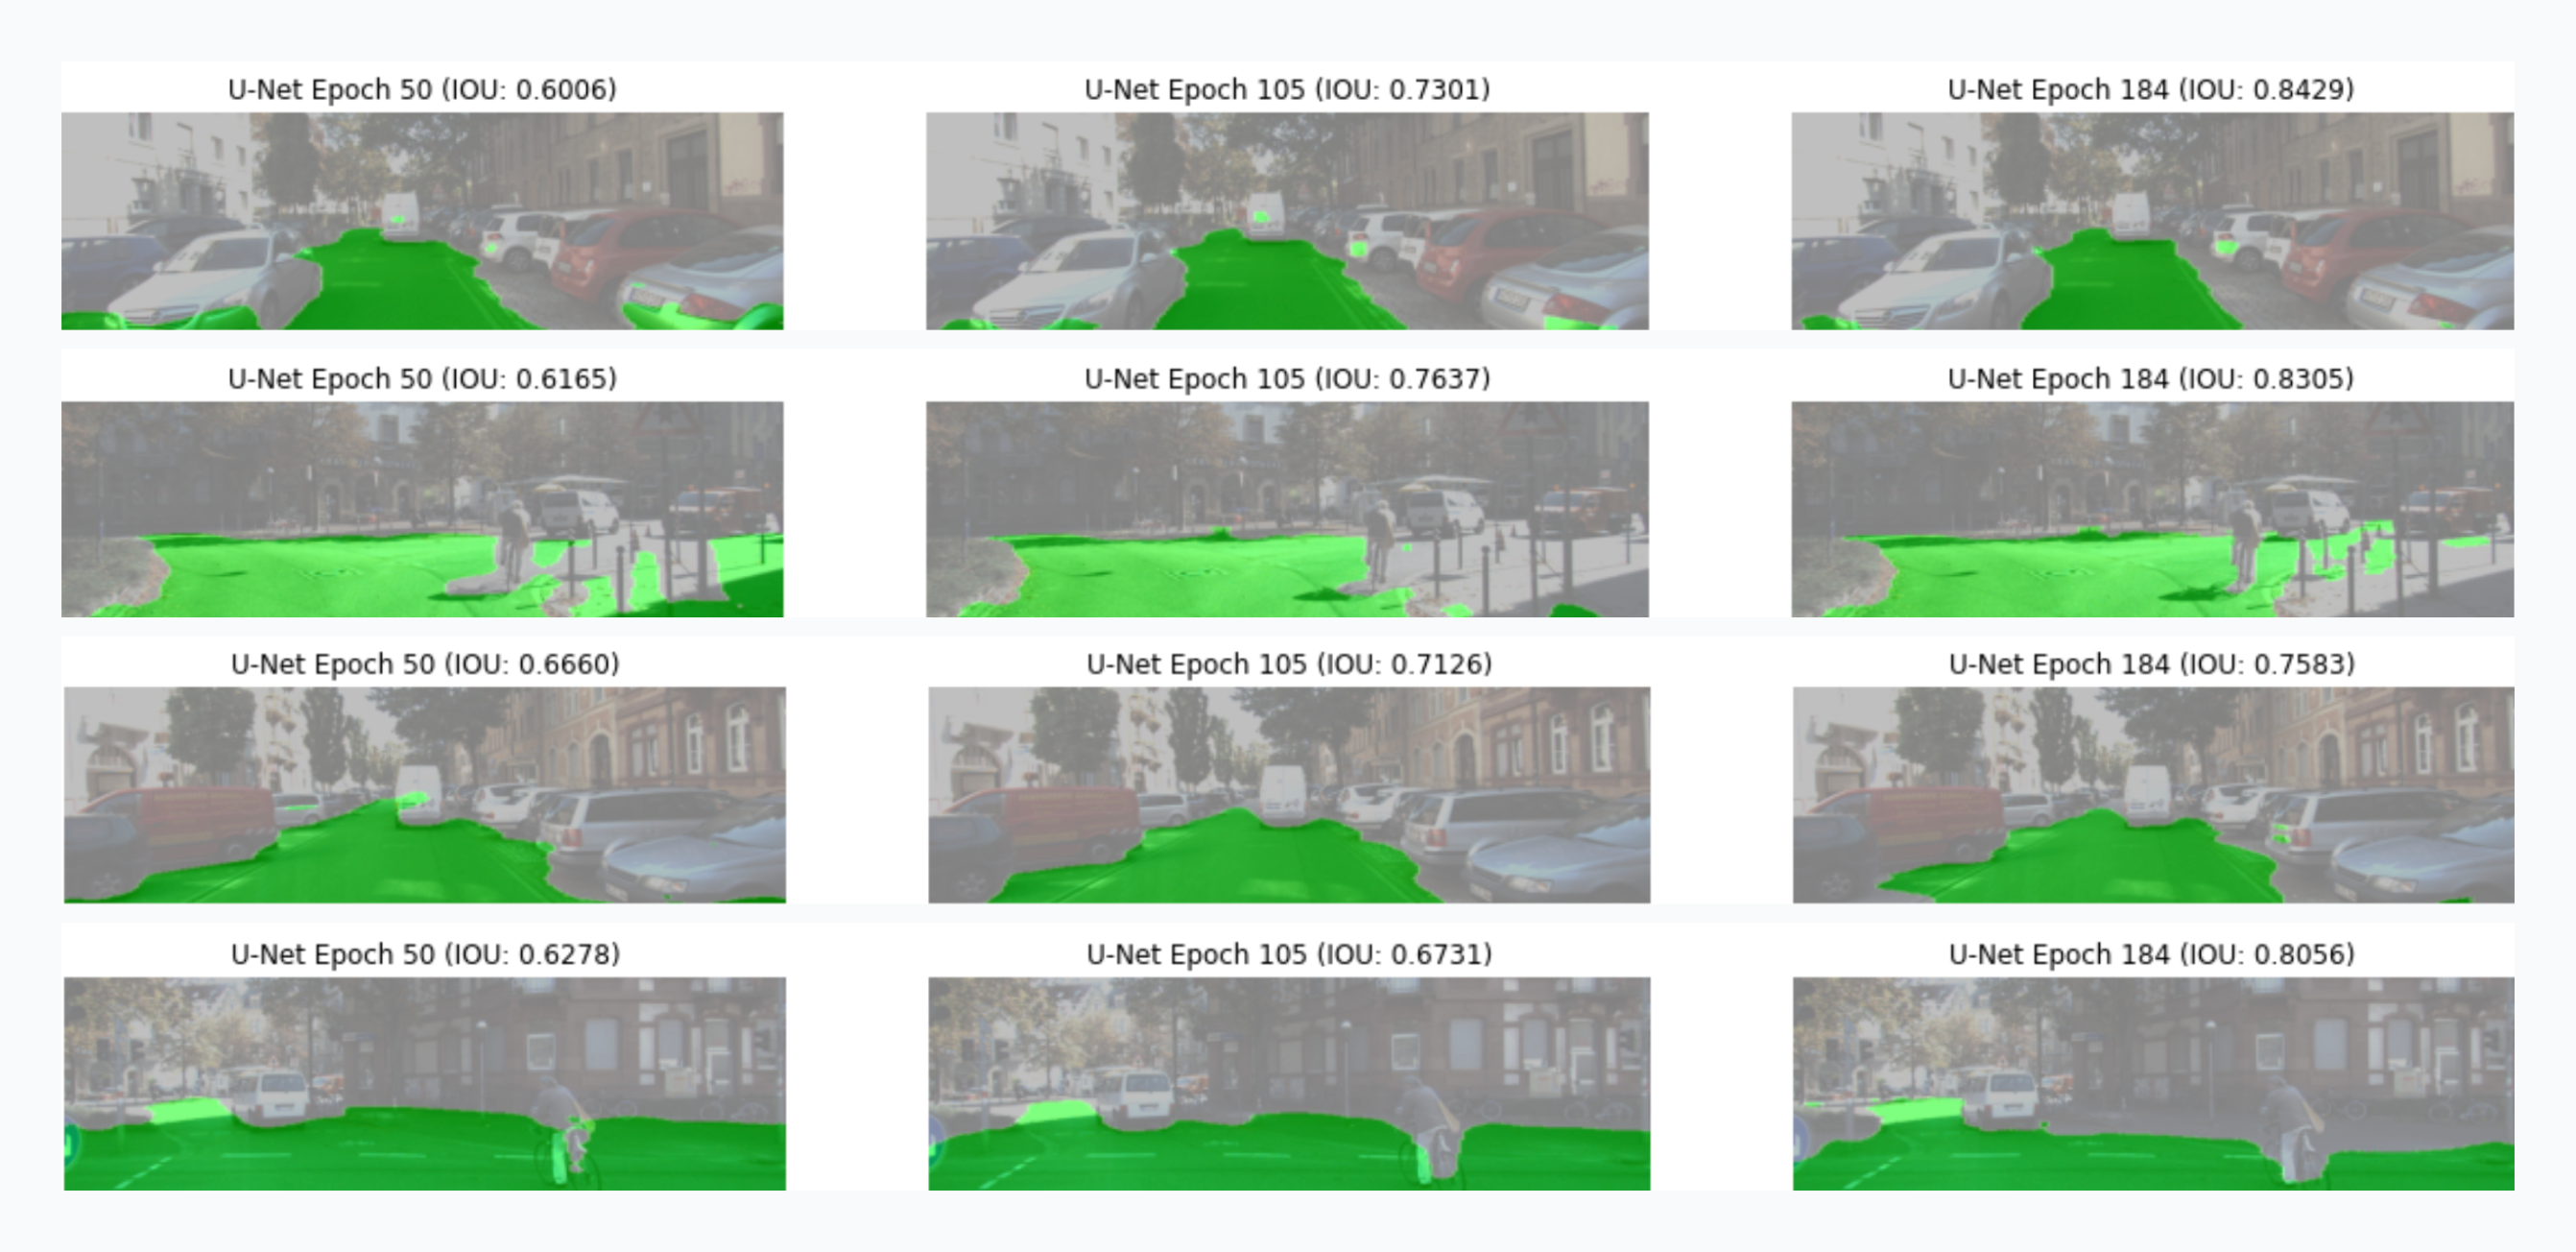 U-Net Epoch 50 (IOU: 0.6006)
U-Net Epoch 105 (IOU: 0.7301)
U-Net Epoch 184 (IOU: 0.8429)
U-Net Epoch 50 (IOU: 0.6165)
U-Net Epoch 105 (IOU: 0.7637)
U-Net Epoch 184 (IOU: 0.8305)
U-Net Epoch 50 (IOU: 0.6660)
U-Net Epoch 105 (IOU: 0.7126)
U-Net Epoch 184 (IOU: 0.7583)
U-Net Epoch 50 (IOU: 0.6278)
U-Net Epoch 105 (IOU: 0.6731)
U-Net Epoch 184 (IOU: 0.8056)